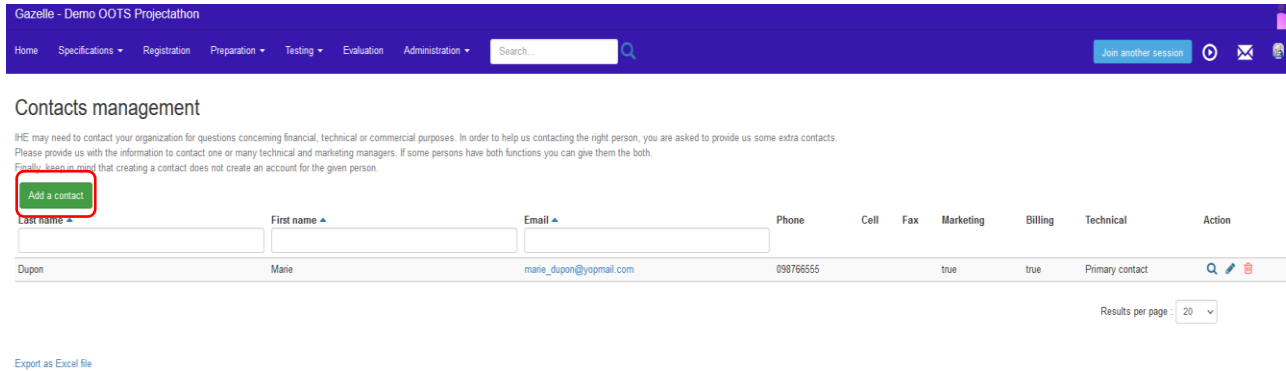 Gazelle - Demo OOTS Projectathon
Home Specifications Registration Preparation Testing Evaluation Administration Search... Join another session
Contacts management
IHE may need to contact your organization for questions concerning financial, technical or commercial purposes. In order to help us contacting the right person, you are asked to provide us some extra contacts.
Please provide us with the information to contact one or many technical and marketing managers. If some persons have both functions you can give them the both.
Finally, keep in mind that creating a contact does not create an account for the given person.
Add a contact
Last name First name Email Phone Cell Fax Marketing Billing Technical Action
Dupon Marie marie_dupon@yopmail.com 098766555 true true Primary contact
Results per page : 20
Export as Excel file